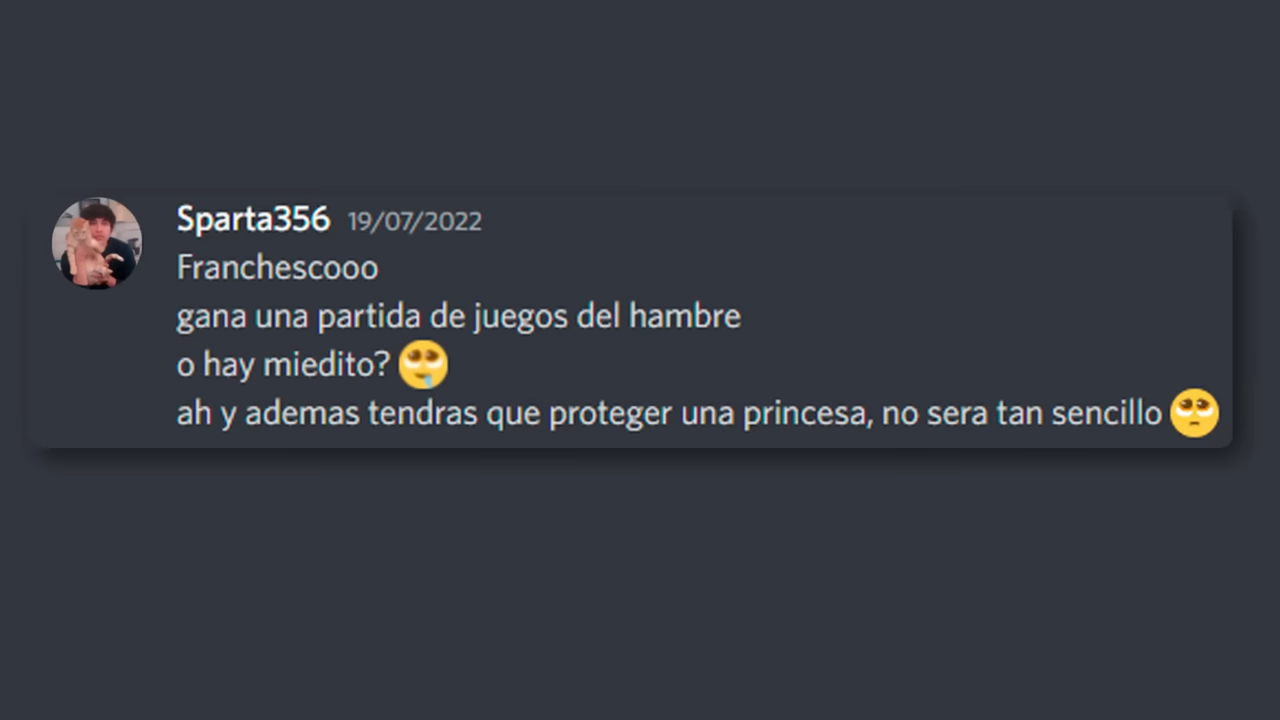 Sparta356 19/07/2022
Franchescooo
gana una partida de juegos del hambre
o hay miedito? 🥺
ah y ademas tendras que proteger una princesa, no sera tan sencillo 🥺